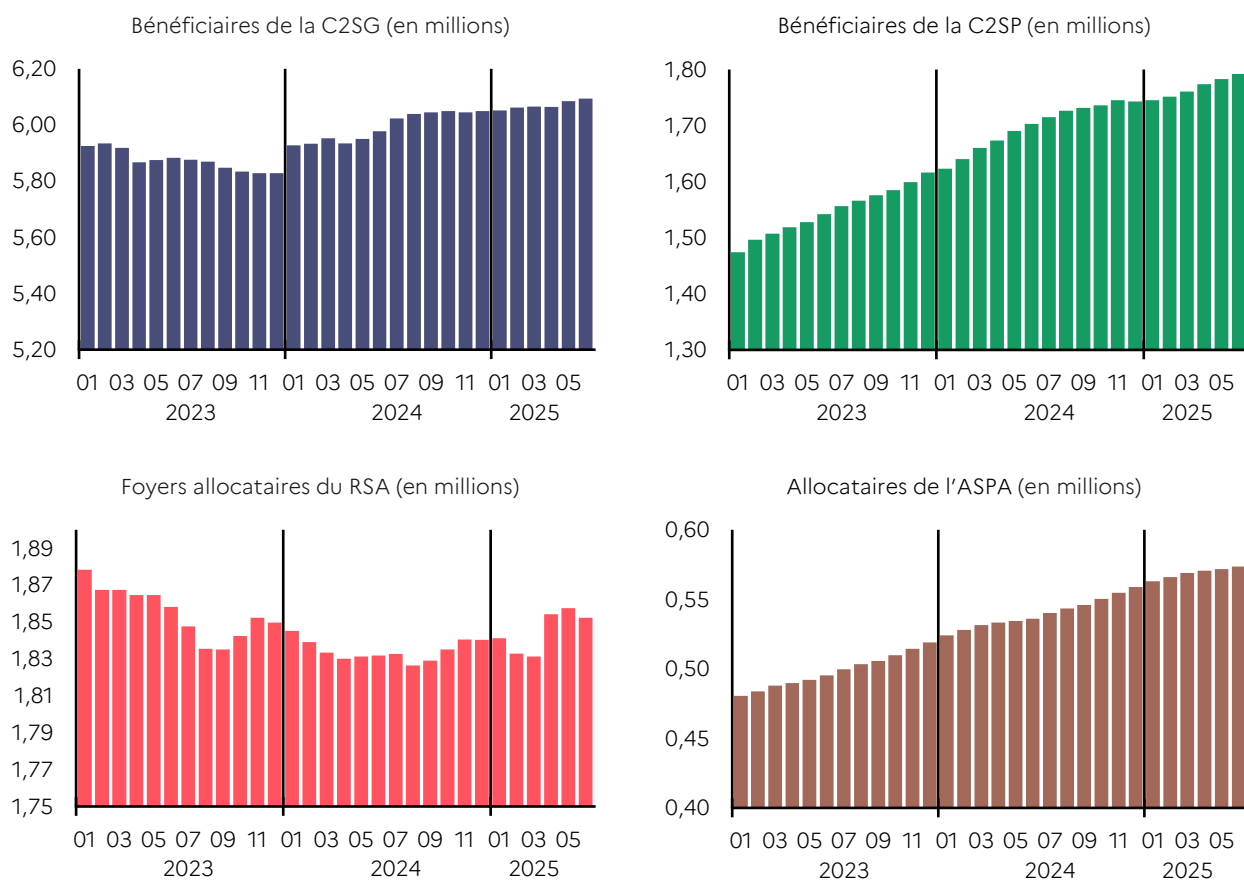 Bénéficiaires de la C2SG (en millions)
6,20
6,00
5,80
5,60
5,40
5,20
01 03 05 07 09 11 01 03 05 07 09 11 01 03 05
2023 2024 2025
Bénéficiaires de la C2SP (en millions)
1,80
1,70
1,60
1,50
1,40
1,30
01 03 05 07 09 11 01 03 05 07 09 11 01 03 05
2023 2024 2025
Foyers allocataires du RSA (en millions)
1,89
1,87
1,85
1,83
1,81
1,79
1,77
1,75
01 03 05 07 09 11 01 03 05 07 09 11 01 03 05
2023 2024 2025
Allocataires de l'ASPA (en millions)
0,60
0,55
0,50
0,45
0,40
01 03 05 07 09 11 01 03 05 07 09 11 01 03 05
2023 2024 2025